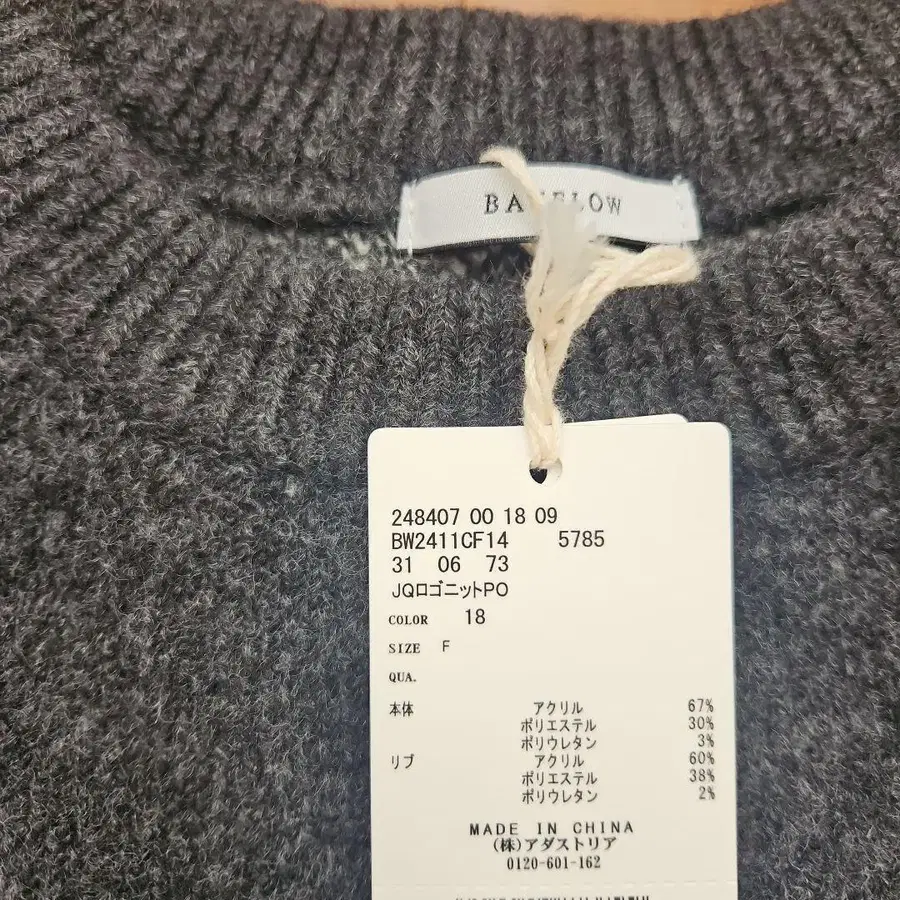 248407 00 18 09
BW2411CF14 5785
31 06 73
JQロゴニットPO
COLOR 18
SIZE F
QUA.
本体 アクリル 67%
ポリエステル 30%
ポリウレタン 3%
リブ アクリル 60%
ポリエステル 38%
ポリウレタン 2%
MADE IN CHINA
(株)アダストリア
0120-601-162